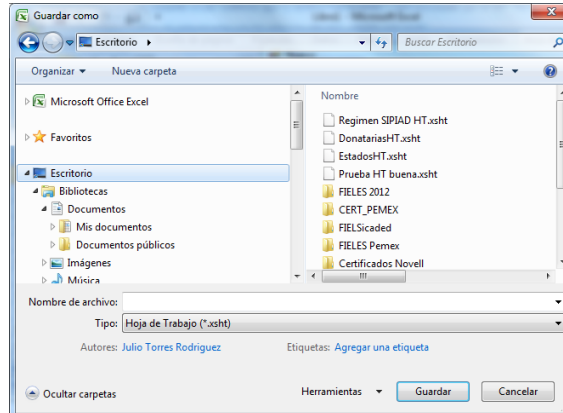 Guardar como
Escritorio
Buscar Escritorio
Organizar
Nueva carpeta
Microsoft Office Excel
Favoritos
Escritorio
Bibliotecas
Documentos
Mis documentos
Documentos públicos
Imágenes
Música
Nombre
Regimen SIPIAD HT.xsht
DonatariasHT.xsht
EstadosHT.xsht
Prueba HT buena.xsht
FIELES 2012
CERT_PEMEX
FIELSicaded
FIELES Pemex
Certificados Novell
Nombre de archivo:
Tipo: Hoja de Trabajo (*.xsht)
Autores: Julio Torres Rodriguez Etiquetas: Agregar una etiqueta
Ocultar carpetas Herramientas Guardar Cancelar